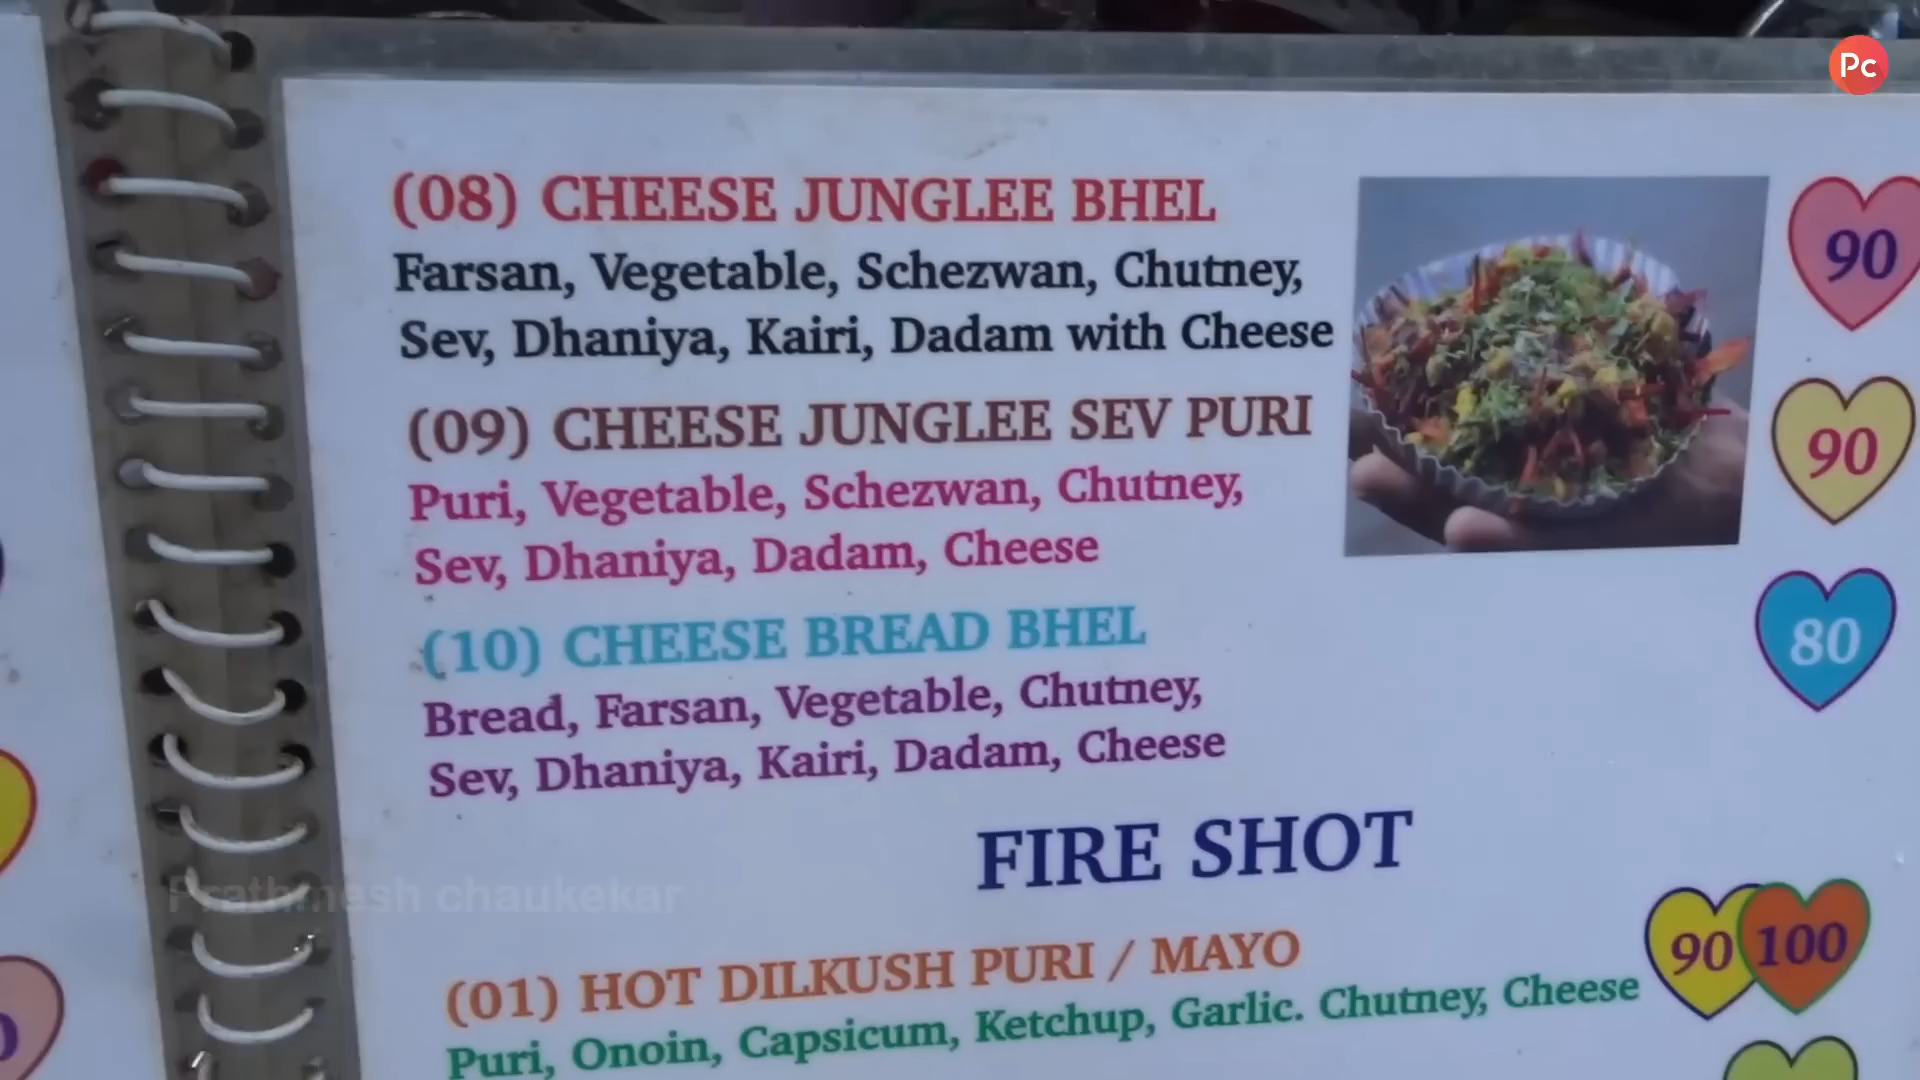 Pc
(08) CHEESE JUNGLEE BHEL
90
Farsan, Vegetable, Schezwan, Chutney,
Sev, Dhaniya, Kairi, Dadam with Cheese
(09) CHEESE JUNGLEE SEV PURI
90
Puri, Vegetable, Schezwan, Chutney,
Sev, Dhaniya, Dadam, Cheese
(10) CHEESE BREAD BHEL
80
Bread, Farsan, Vegetable, Chutney,
Sev, Dhaniya, Kairi, Dadam, Cheese
FIRE SHOT
Prathmesh chaukekar
(01) HOT DILKUSH PURI / MAYO
90 100
Puri, Onoin, Capsicum, Ketchup, Garlic. Chutney, Cheese